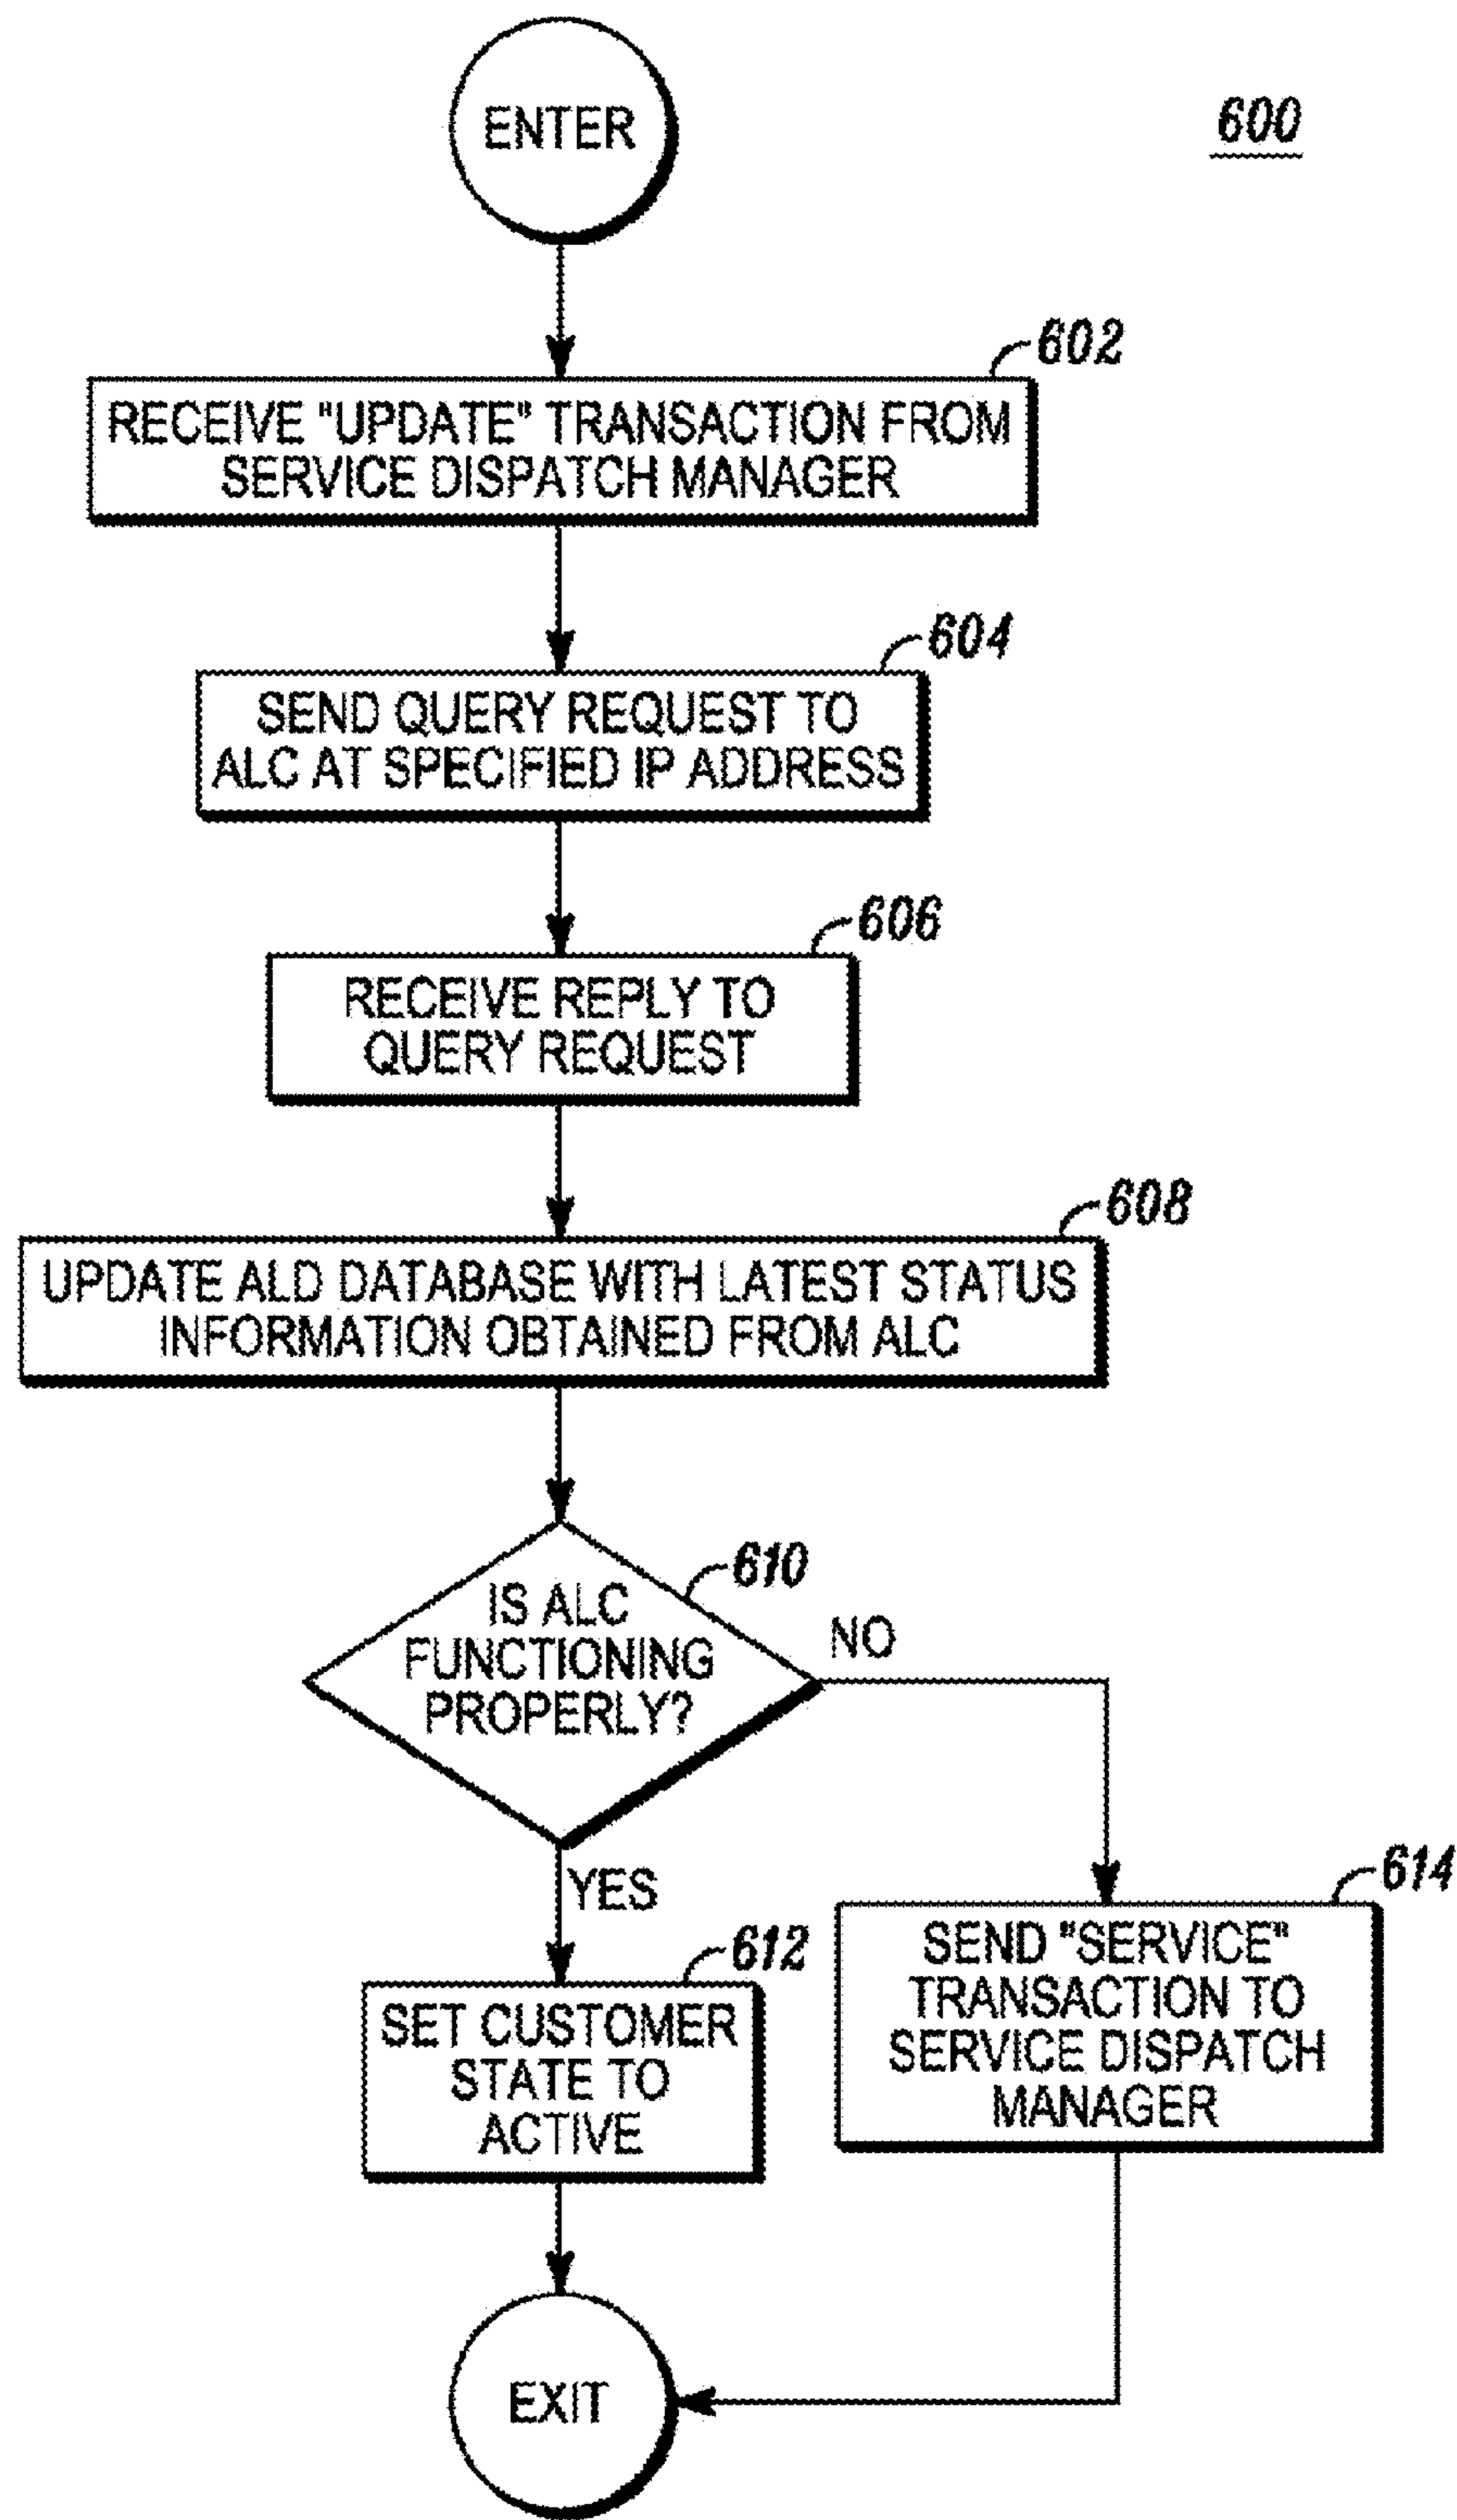 ENTER
600
602
RECEIVE "UPDATE" TRANSACTION FROM
SERVICE DISPATCH MANAGER
604
SEND QUERY REQUEST TO
ALC AT SPECIFIED IP ADDRESS
606
RECEIVE REPLY TO
QUERY REQUEST
608
UPDATE ALD DATABASE WITH LATEST STATUS
INFORMATION OBTAINED FROM ALC
610
IS ALC
FUNCTIONING
PROPERLY?
NO
YES
612
SET CUSTOMER
STATE TO
ACTIVE
614
SEND "SERVICE"
TRANSACTION TO
SERVICE DISPATCH
MANAGER
EXIT